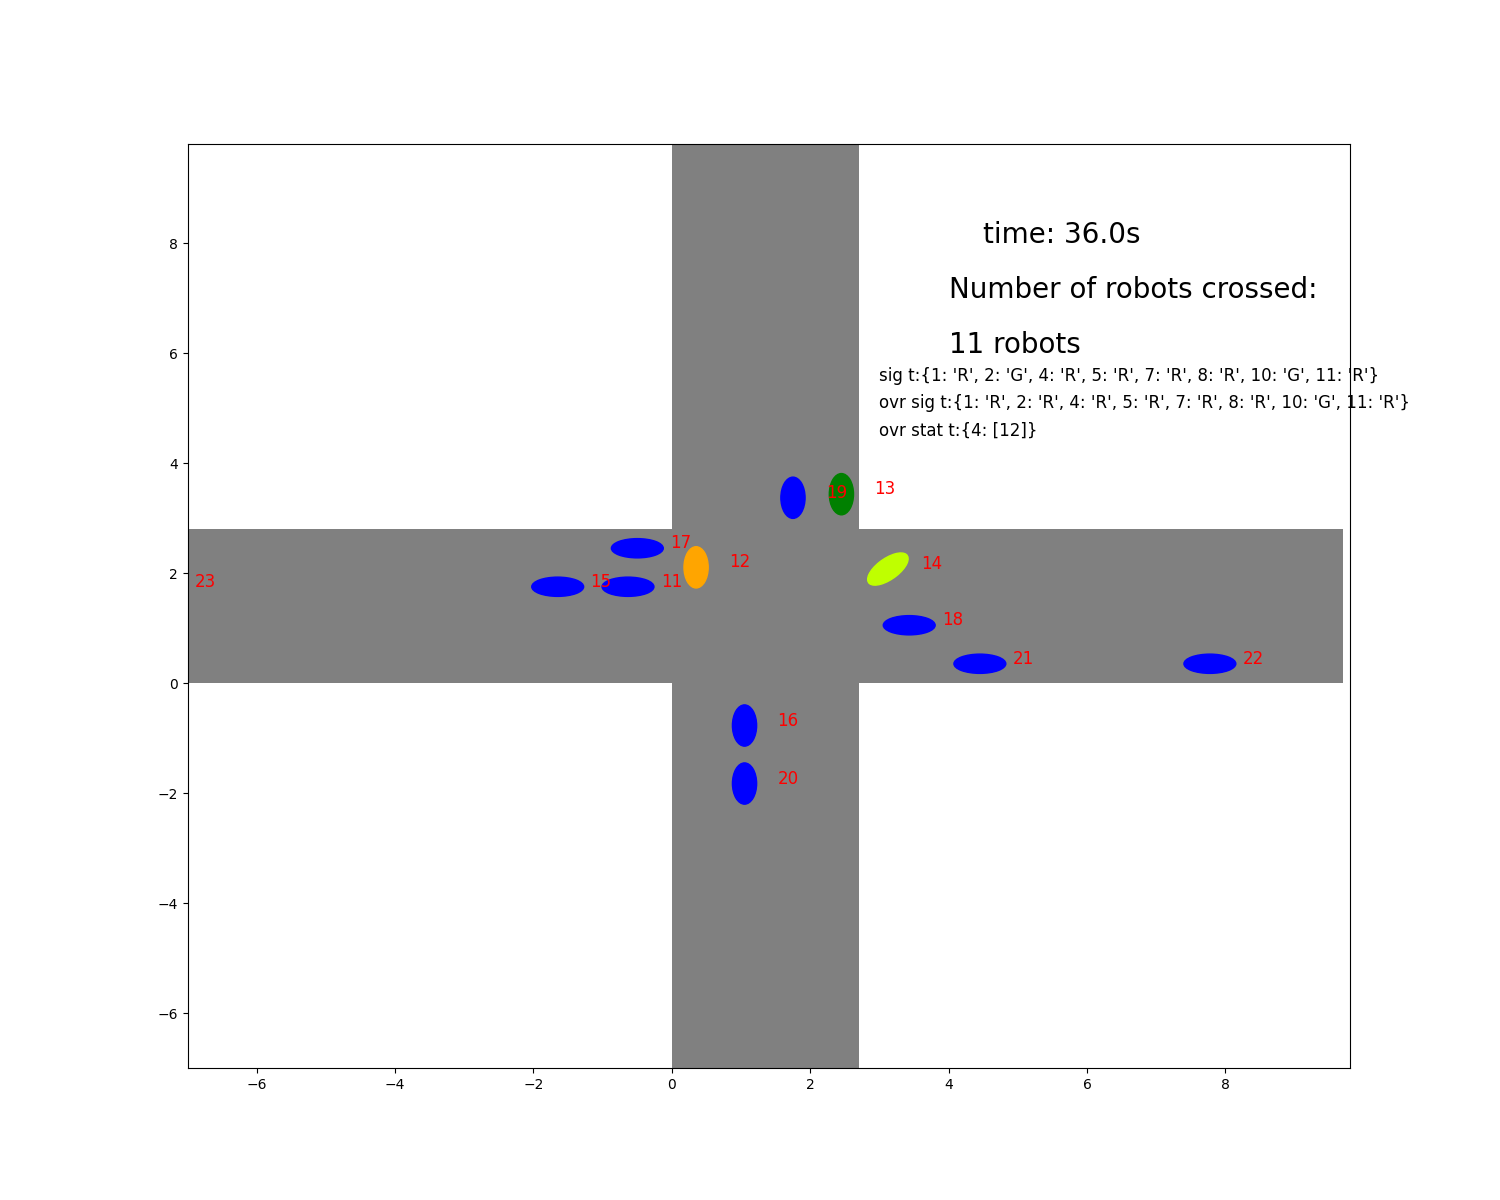 8
time: 36.0s
Number of robots crossed:
6
11 robots
sig t:{1: 'R', 2: 'G', 4: 'R', 5: 'R', 7: 'R', 8: 'R', 10: 'G', 11: 'R'}
ovr sig t:{1: 'R', 2: 'R', 4: 'R', 5: 'R', 7: 'R', 8: 'R', 10: 'G', 11: 'R'}
ovr stat t:{4: [12]}
4
19 13
17
12 14
2
23 15 11
18
21 22
0
16
20
−2
−4
−6
−6 −4 −2 0 2 4 6 8